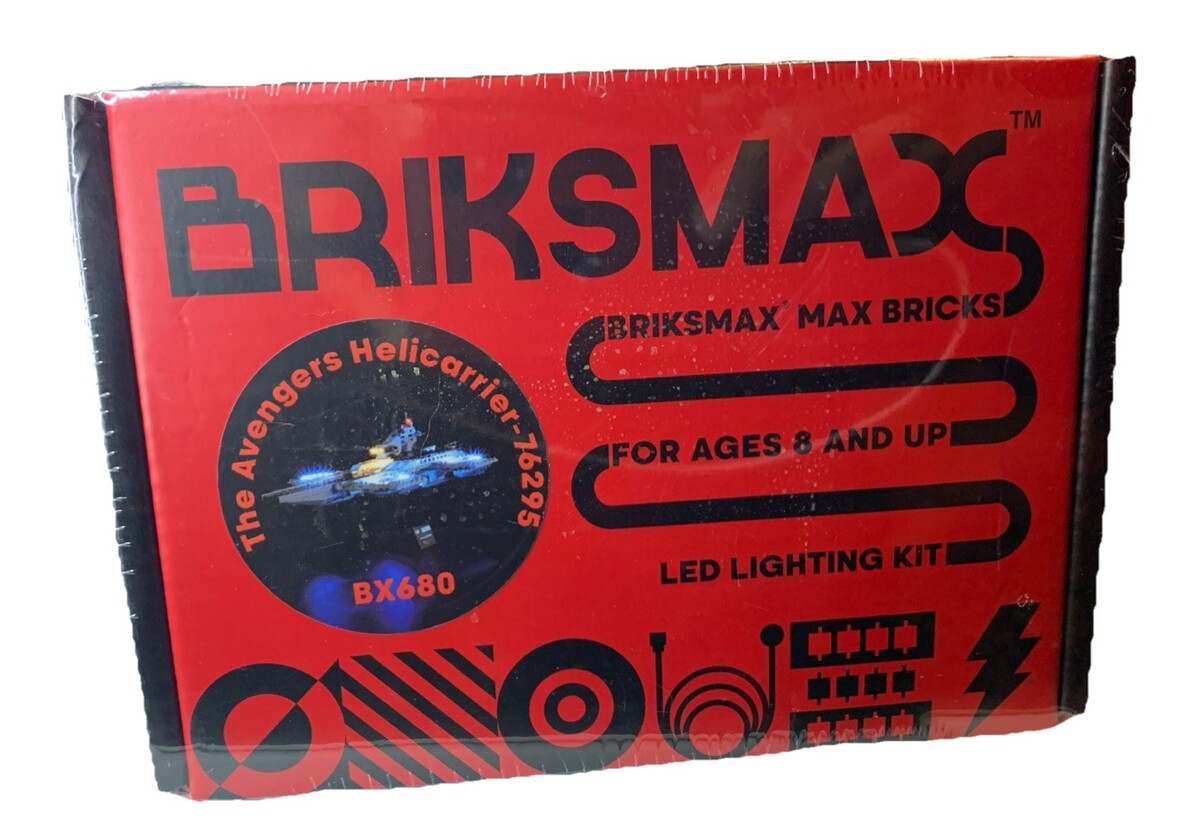 BRIKSMAX™
BRIKSMAX® MAX BRICKS
FOR AGES 8 AND UP
LED LIGHTING KIT
The Avengers Helicarrier-76295
BX680